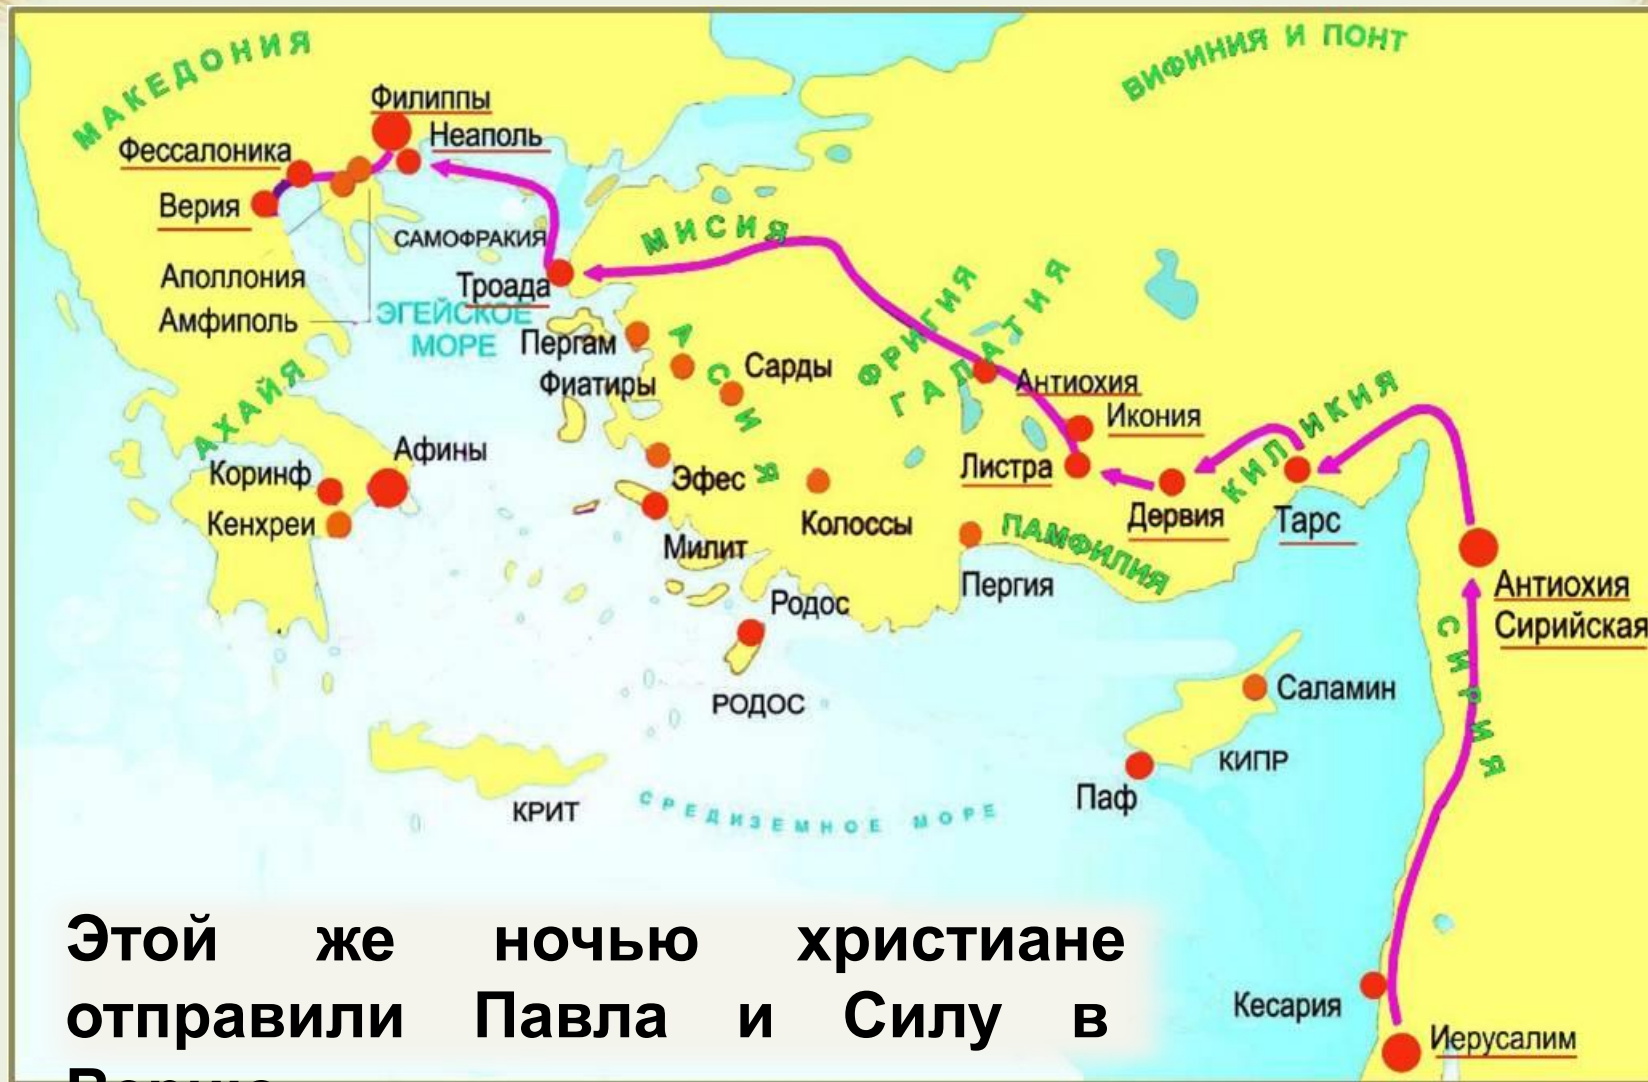 МАКЕДОНИЯ
ВИФИНИЯ И ПОНТ
Филиппы
Неаполь
Фессалоника
Верия
САМОФРАКИЯ
МИСИЯ
Аполлония
Амфиполь
Троада
ЭГЕЙСКОЕ
МОРЕ
Пергам
Фиатиры
АСИЯ
Сарды
ФРИГИЯ
ГАЛАТИЯ
Антиохия
Икония
КИЛИКИЯ
АХАЙЯ
Афины
Коринф
Кенхреи
Эфес
Листра
Колоссы
Дервия
Тарс
Милит
ПАМФИЛИЯ
Пергия
Антиохия
Сирийская
СИРИЯ
Родос
РОДОС
Саламин
КИПР
Паф
КРИТ
СРЕДИЗЕМНОЕ МОРЕ
Кесария
Иерусалим
Этой же ночью христиане
отправили Павла и Силу в